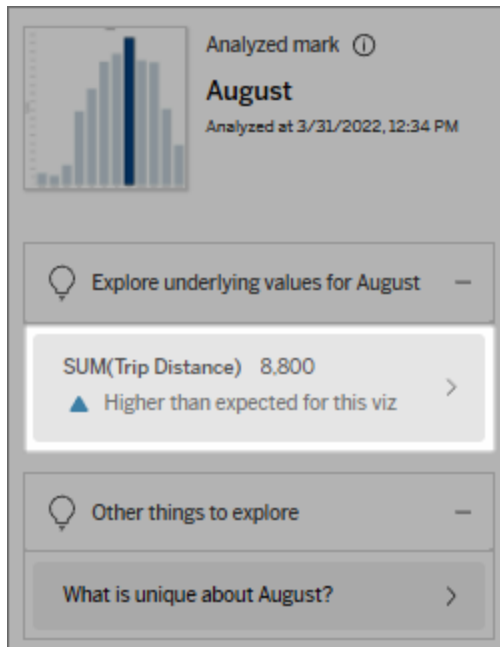 Analyzed mark
August
Analyzed at 3/31/2022, 12:34 PM
Explore underlying values for August
SUM(Trip Distance) 8,800
Higher than expected for this viz
Other things to explore
What is unique about August?